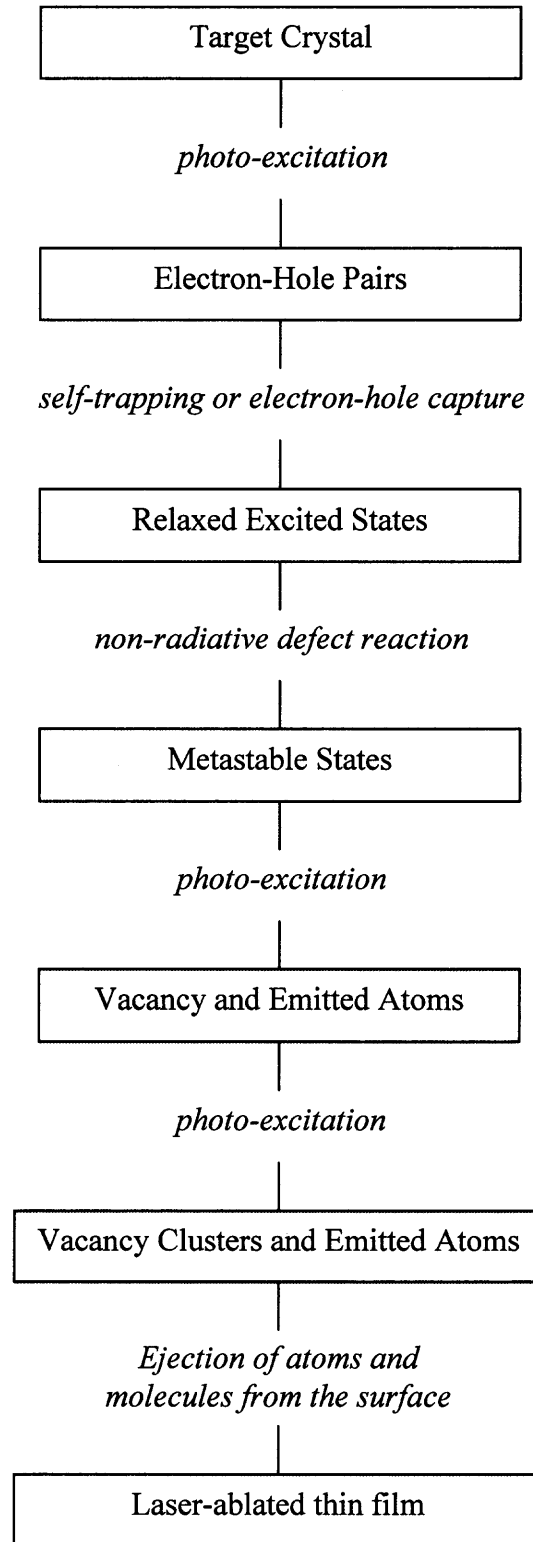 Target Crystal
photo-excitation
Electron-Hole Pairs
self-trapping or electron-hole capture
Relaxed Excited States
non-radiative defect reaction
Metastable States
photo-excitation
Vacancy and Emitted Atoms
photo-excitation
Vacancy Clusters and Emitted Atoms
Ejection of atoms and
molecules from the surface
Laser-ablated thin film